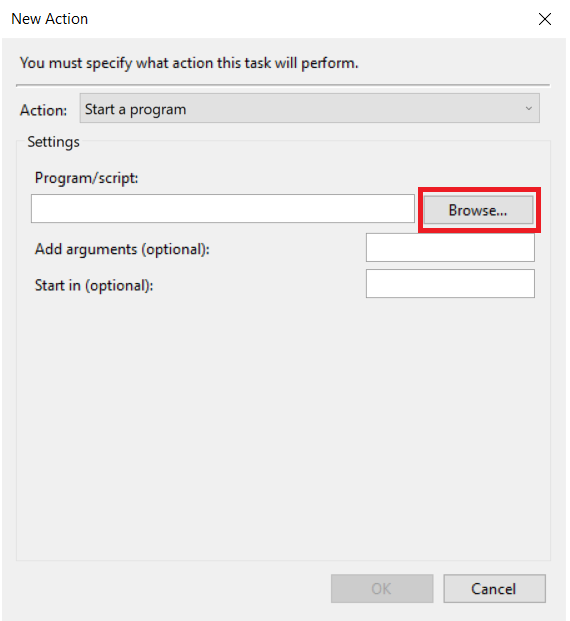 New Action
You must specify what action this task will perform.
Action: Start a program
Settings
Program/script:
Browse...
Add arguments (optional):
Start in (optional):
OK Cancel